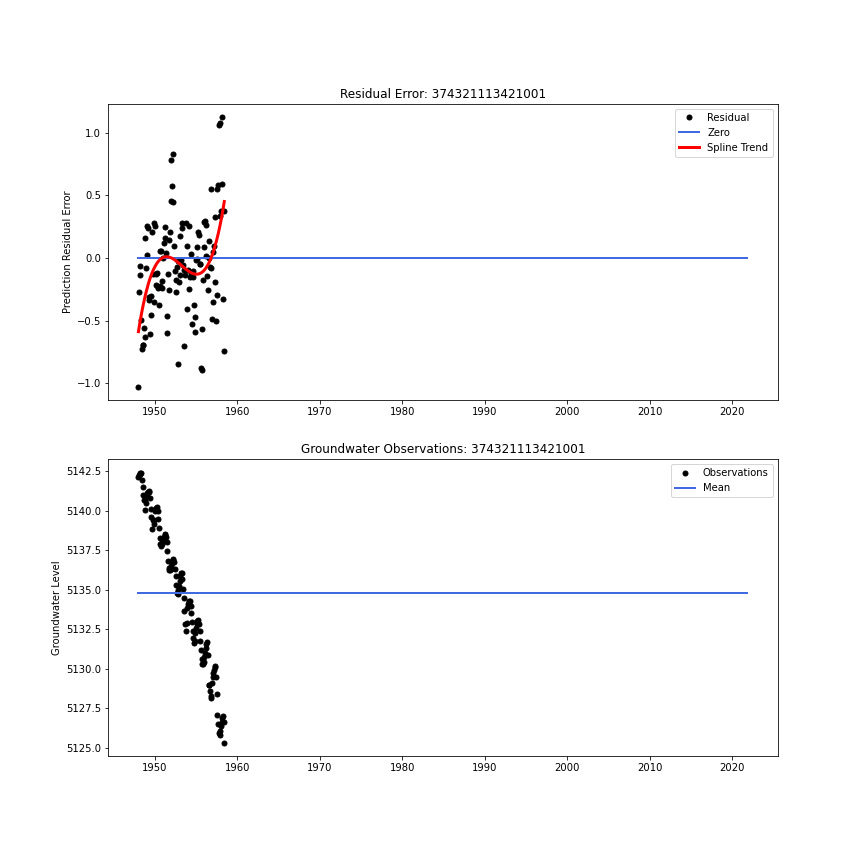 Residual Error: 374321113421001
Prediction Residual Error
1.0
0.5
0.0
−0.5
−1.0
Residual
Zero
Spline Trend
1950 1960 1970 1980 1990 2000 2010 2020
Groundwater Observations: 374321113421001
Groundwater Level
5142.5
5140.0
5137.5
5135.0
5132.5
5130.0
5127.5
5125.0
Observations
Mean
1950 1960 1970 1980 1990 2000 2010 2020